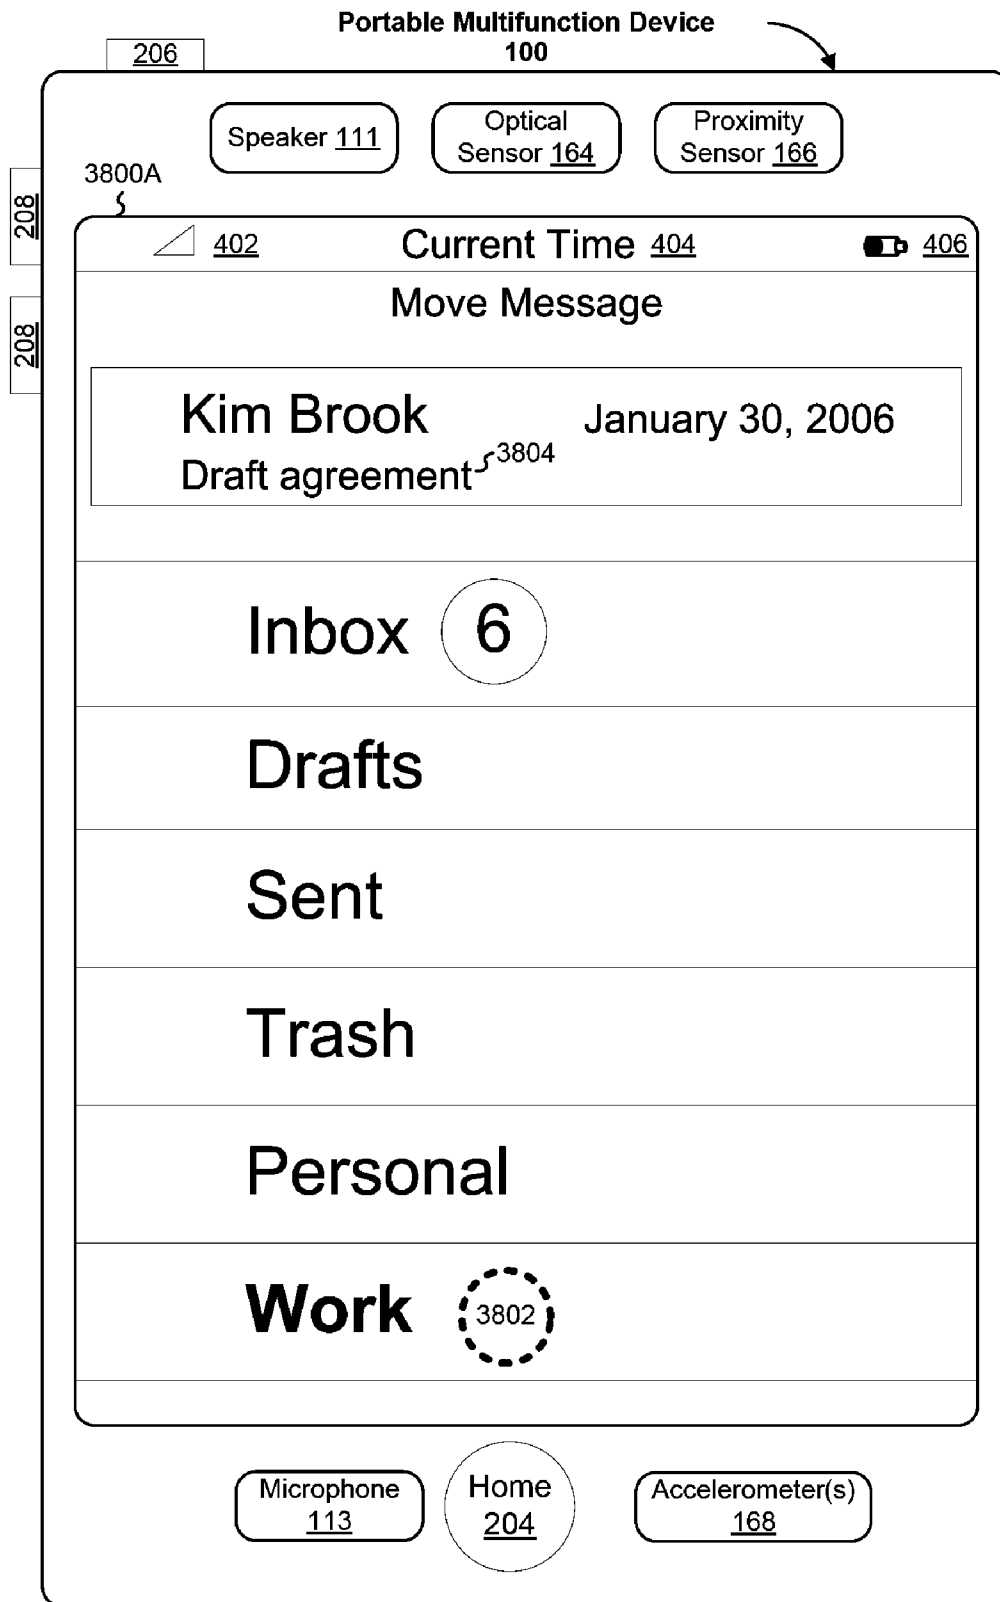 Portable Multifunction Device
100
206
Speaker 111
Optical
Sensor 164
Proximity
Sensor 166
3800A
208
208
402
Current Time 404
406
Move Message
Kim Brook
January 30, 2006
Draft agreement
3804
Inbox 6
Drafts
Sent
Trash
Personal
Work 3802
Microphone
113
Home
204
Accelerometer(s)
168